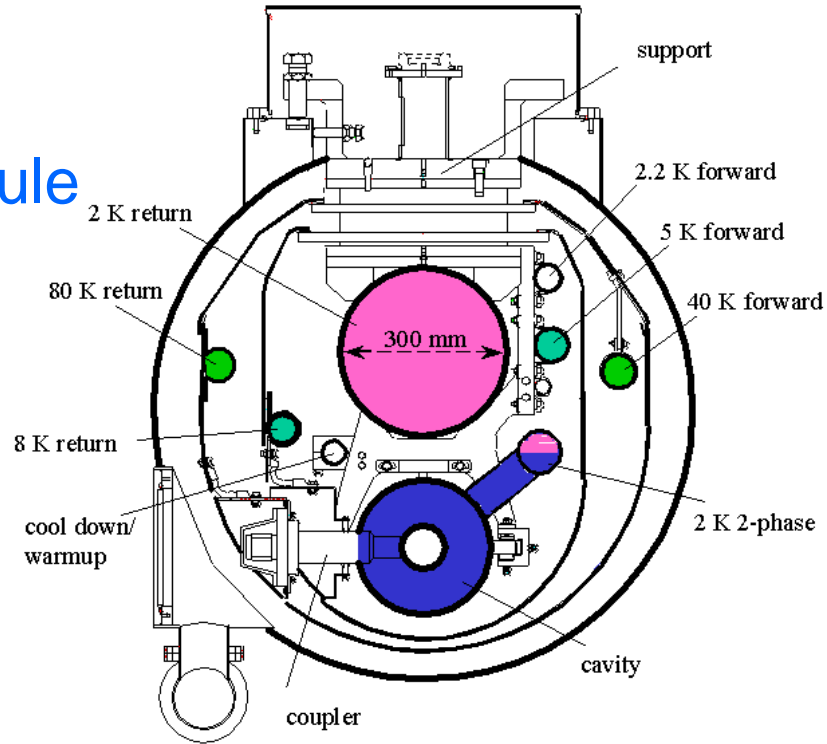 support
2.2 K forward
ule
2 K return
5 K forward
80 K return
40 K forward
300 mm
8 K return
cool down/
warmup
2 K 2-phase
cavity
coupler